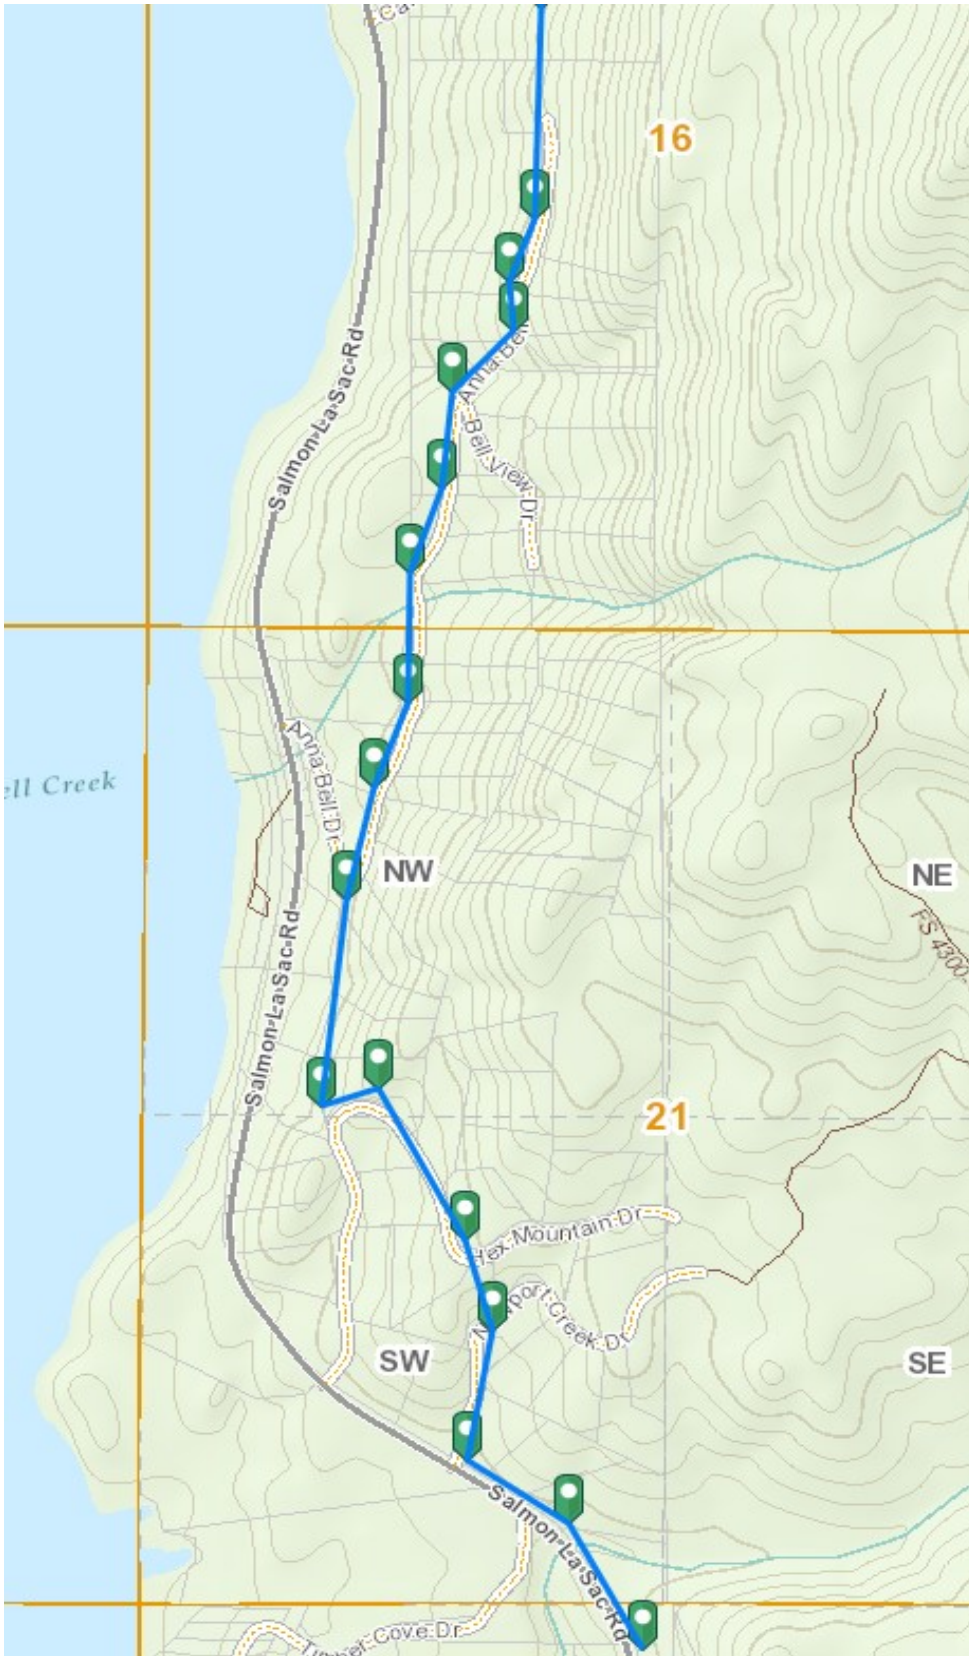 16
Salmon La Sac Rd
Anna Bell
Bell View Dr
ell Creek
Anna Bell Dr
NW
NE
FS 4300
Salmon La Sac Rd
21
Hex Mountain Dr
Newport Creek Dr
SW
SE
Salmon La Sac Rd
Timber Cove Dr